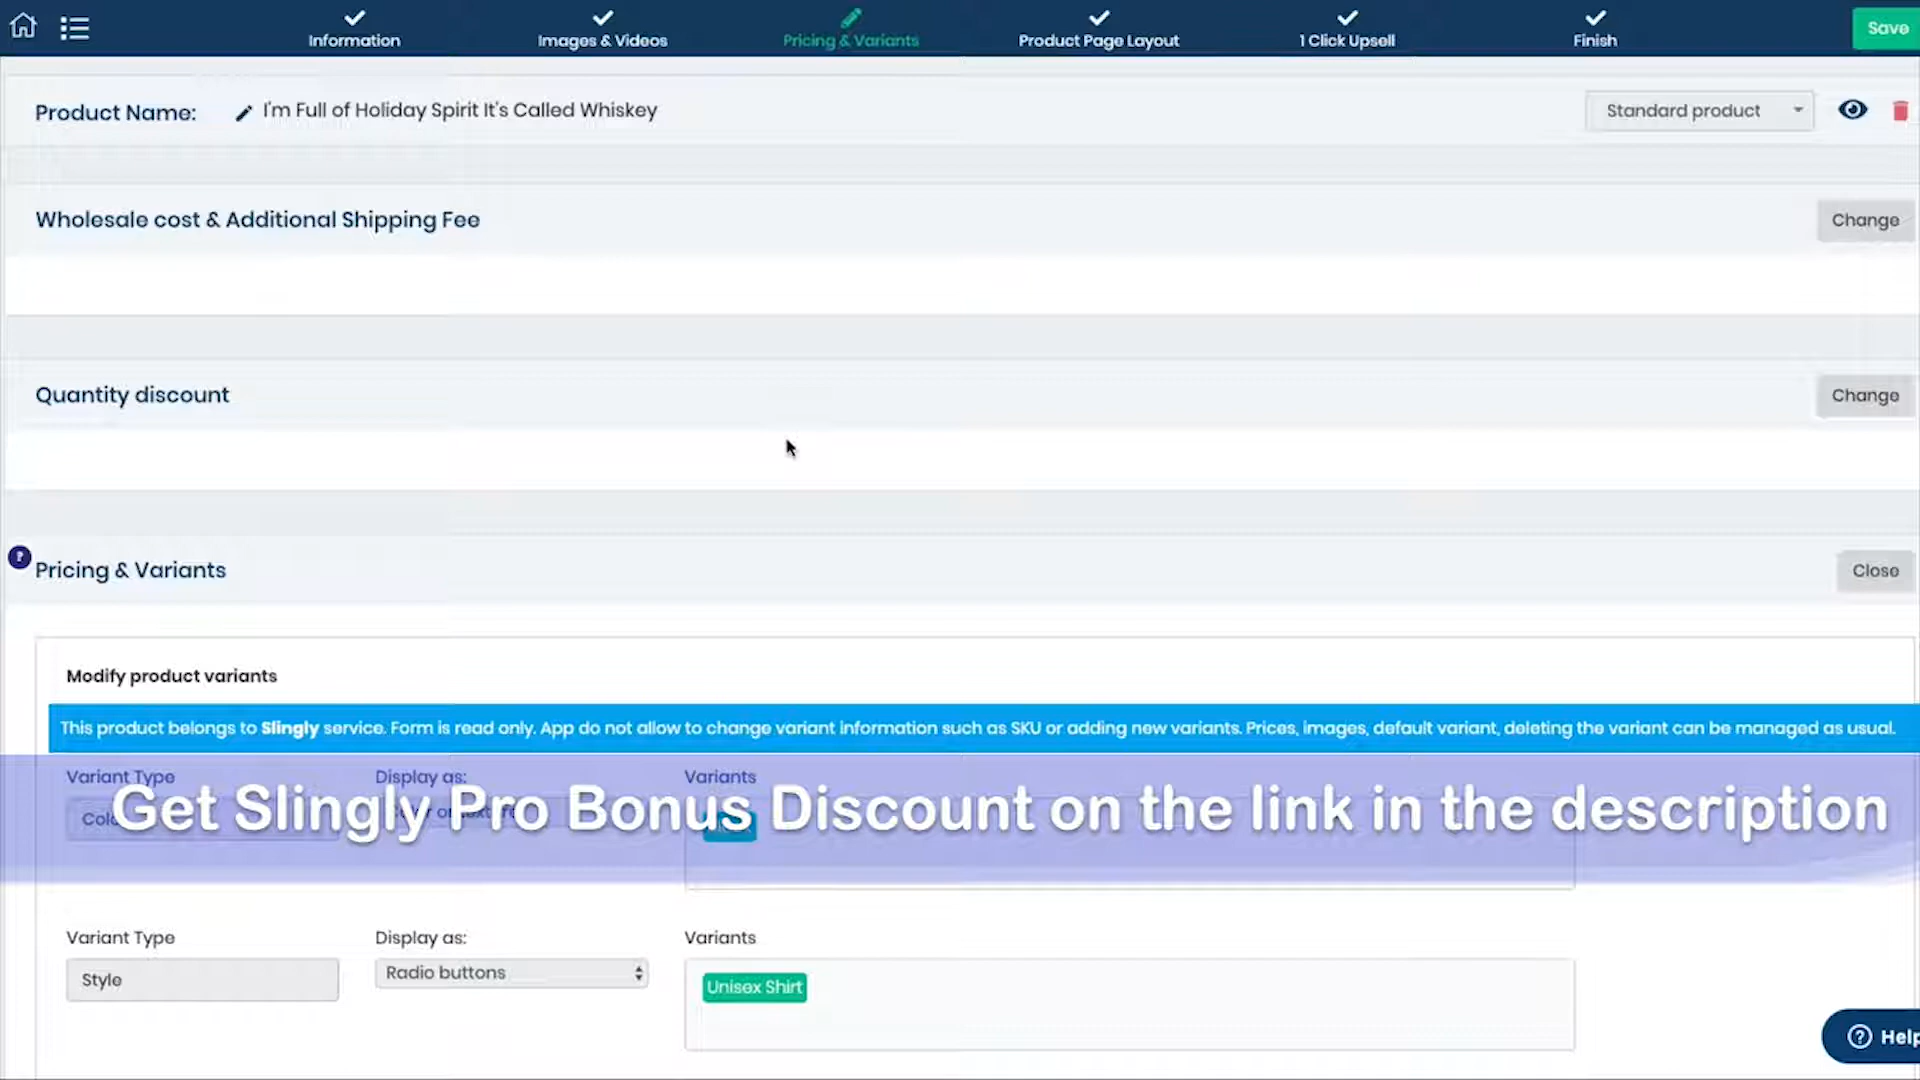 Information
Images & Videos
Pricing & Variants
Product Page Layout
1 Click Upsell
Finish
Save
Product Name:
I'm Full of Holiday Spirit It's Called Whiskey
Standard product
Wholesale cost & Additional Shipping Fee
Change
Quantity discount
Change
?
Pricing & Variants
Close
Modify product variants
This product belongs to Slingly service. Form is read only. App do not allow to change variant information such as SKU or adding new variants. Prices, images, default variant, deleting the variant can be managed as usual.
Variant Type
Display as:
Variants
Get Slingly Pro Bonus Discount on the link in the description
Variant Type
Display as:
Variants
Style
Radio buttons
Unisex Shirt
? Help